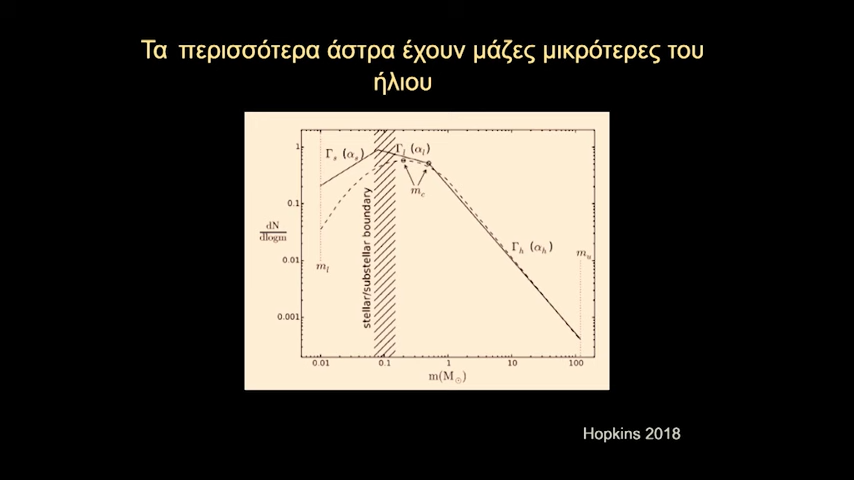 Τα περισσότερα άστρα έχουν μάζες μικρότερες του
ήλιου
1
0.1
0.01
0.001
dN
dlogm
Γs (αs)
Γl (αl)
mc
Γh (αh)
mu
ml
stellar/substellar boundary
0.01 0.1 1 10 100
m(M⊙)
Hopkins 2018